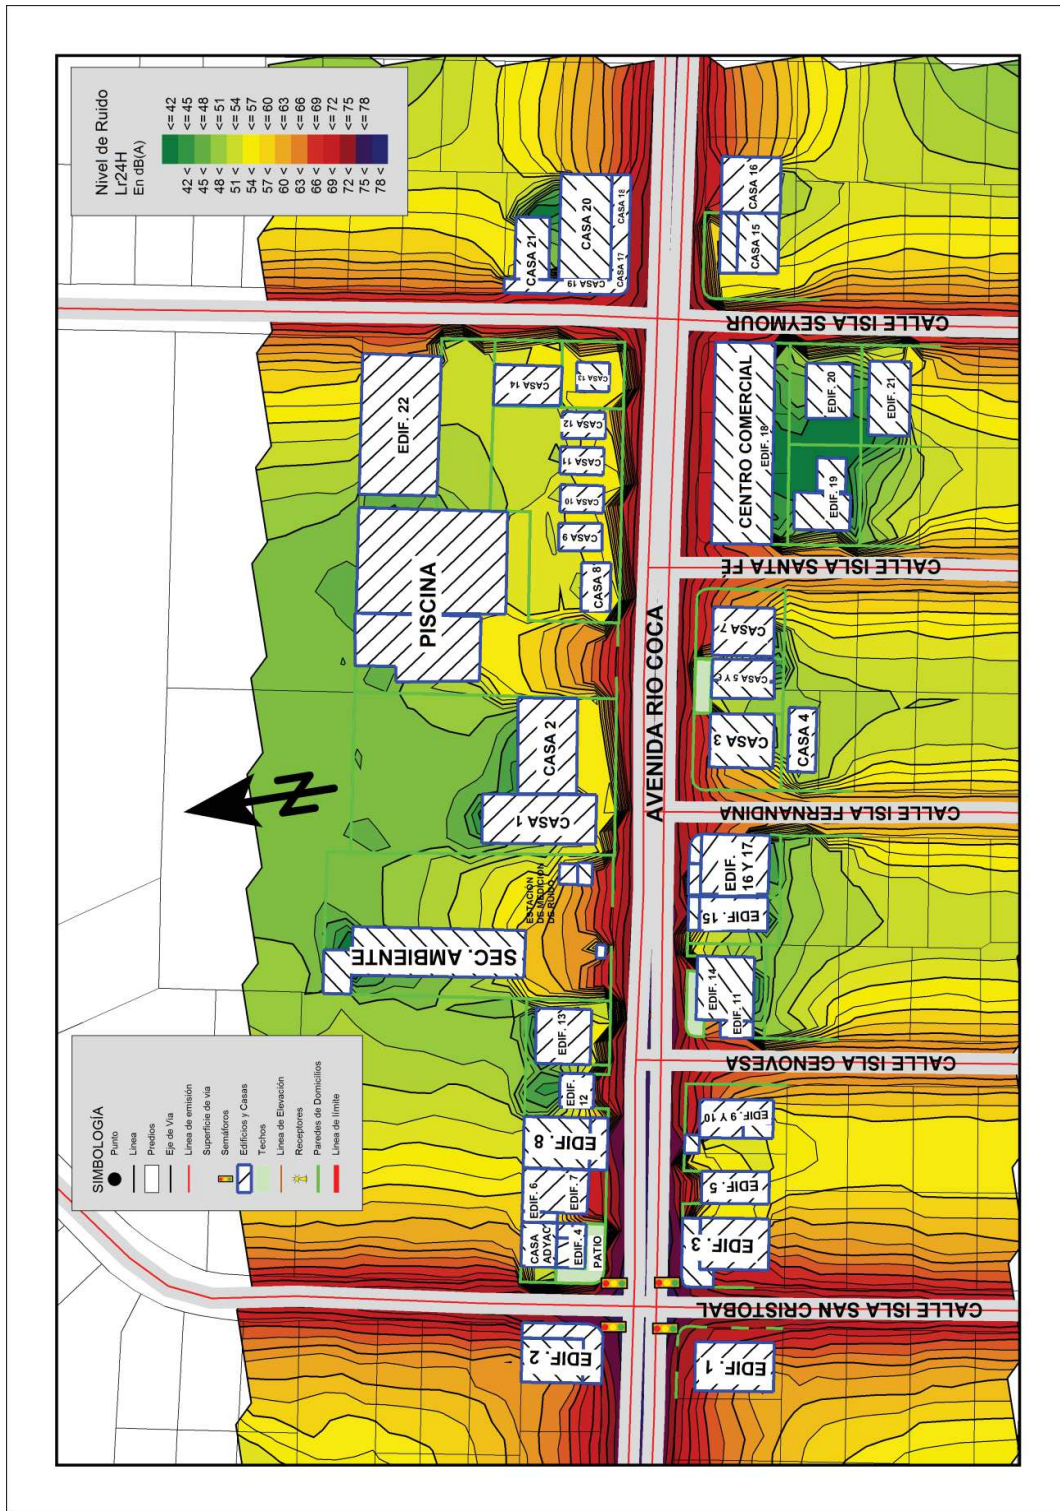 Nivel de Ruido
Lr24H
En dB(A)
<= 42
42 < <= 45
45 < <= 48
48 < <= 51
51 < <= 54
54 < <= 57
57 < <= 60
60 < <= 63
63 < <= 66
66 < <= 69
69 < <= 72
72 < <= 75
75 < <= 78
78 <
SIMBOLOGÍA
Punto
Linea
Predios
Eje de Via
Linea de emisión
Superficie de via
Semáforos
Edificios y Casas
Techos
Linea de Elevación
Receptores
Paredes de Domicilios
Linea de límite
N
EDIF. 2
CASA
ADYAC
EDIF. 4
PATIO
EDIF. 6
EDIF. 7
EDIF. 8
EDIF. 12
EDIF. 13
SEC. AMBIENTE
ESTACION
DE MEDICION
DE RUIDO
CASA 1
CASA 2
PISCINA
EDIF. 22
CASA 8
CASA 9
CASA 10
CASA 11
CASA 12
CASA 13
CASA 14
CASA 19
CASA 21
CASA 20
CASA 17
CASA 18
AVENIDA RIO COCA
EDIF. 1
CALLE ISLA SAN CRISTOBAL
EDIF. 3
EDIF. 5
EDIF. 9 Y 10
CALLE ISLA GENOVESA
EDIF. 14
EDIF. 11
EDIF. 15
EDIF.
16 Y 17
CALLE ISLA FERNANDINA
CASA 3
CASA 4
CASA 5 Y 6
CASA 7
CALLE ISLA SANTA FE
CENTRO COMERCIAL
EDIF. 18
EDIF. 19
EDIF. 20
EDIF. 21
CALLE ISLA SEYMOUR
CASA 15
CASA 16